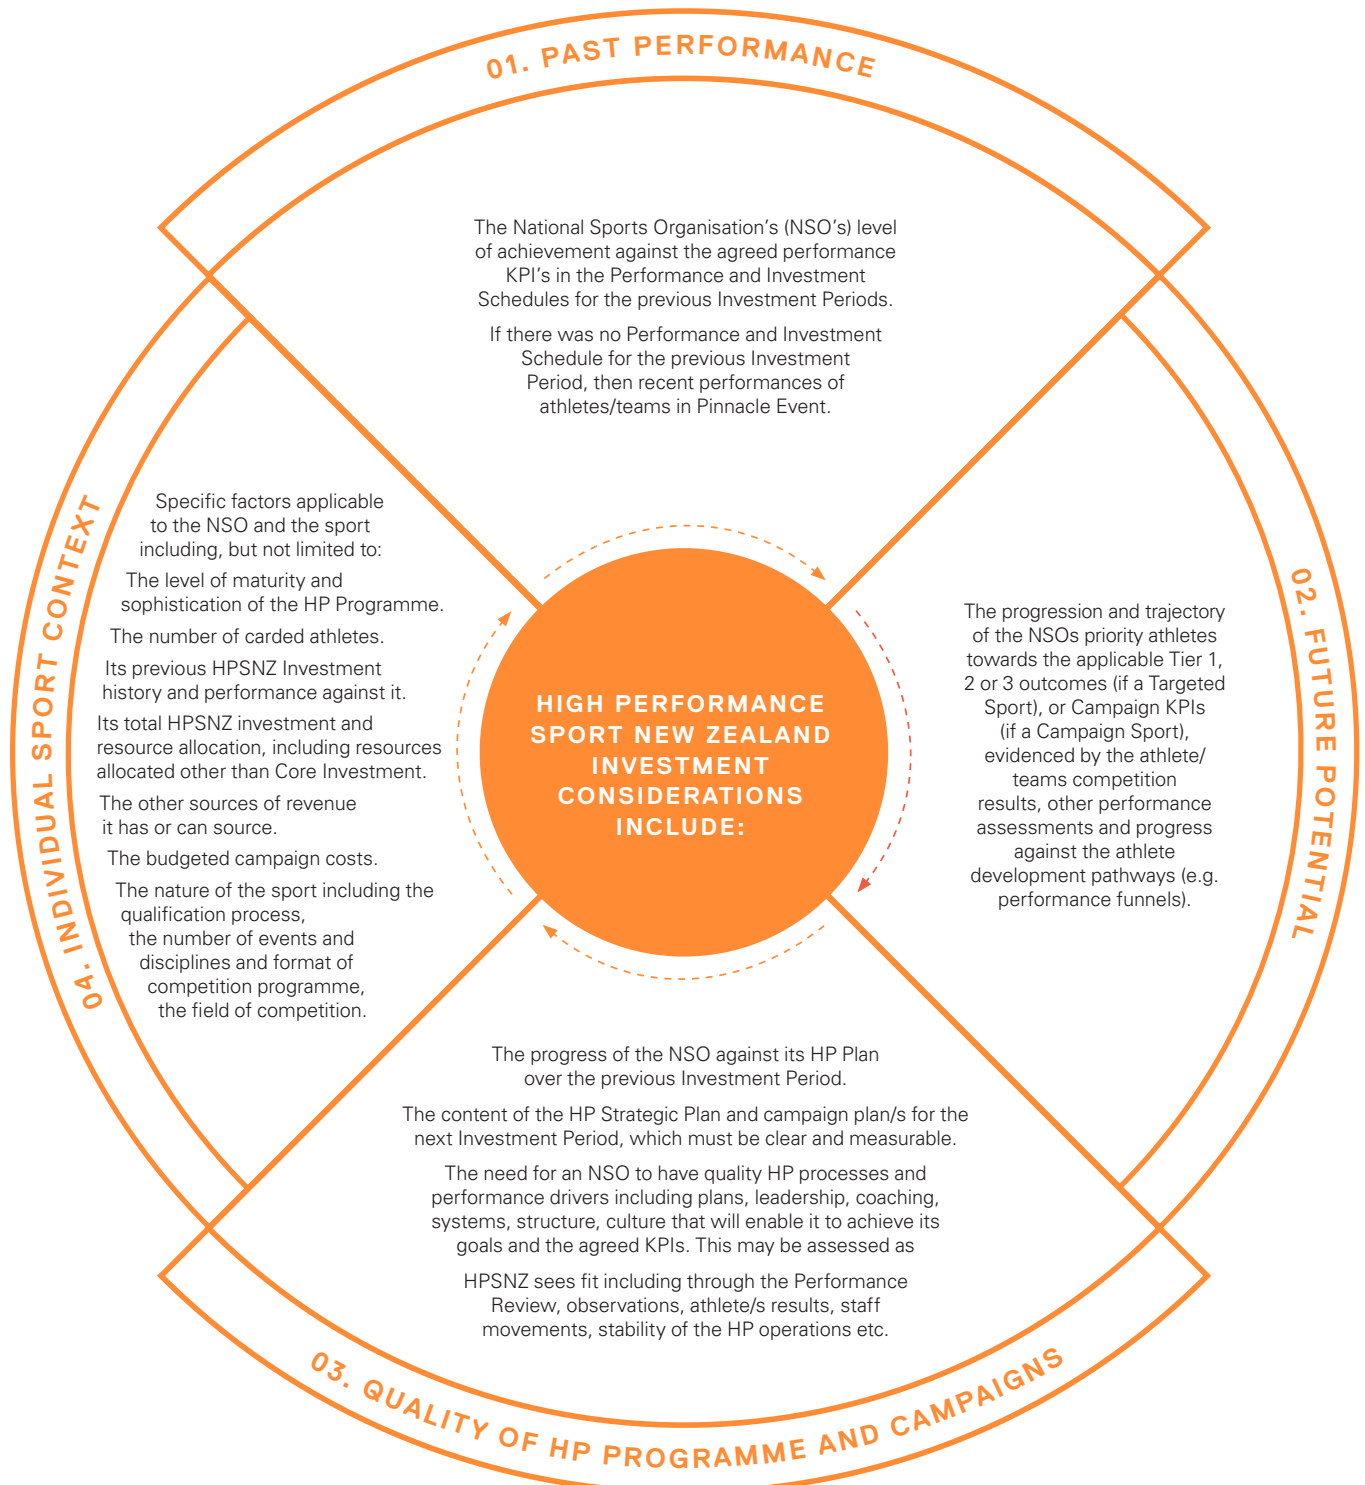 01. PAST PERFORMANCE
The National Sports Organisation’s (NSO’s) level
of achievement against the agreed performance
KPI’s in the Performance and Investment
Schedules for the previous Investment Periods.
If there was no Performance and Investment
Schedule for the previous Investment
Period, then recent performances of
athletes/teams in Pinnacle Event.
02. FUTURE POTENTIAL
The progression and trajectory
of the NSOs priority athletes
towards the applicable Tier 1,
2 or 3 outcomes (if a Targeted
Sport), or Campaign KPIs
(if a Campaign Sport),
evidenced by the athlete/
teams competition
results, other performance
assessments and progress
against the athlete
development pathways (e.g.
performance funnels).
HIGH PERFORMANCE
SPORT NEW ZEALAND
INVESTMENT
CONSIDERATIONS
INCLUDE:
03. QUALITY OF HP PROGRAMME AND CAMPAIGNS
The progress of the NSO against its HP Plan
over the previous Investment Period.
The content of the HP Strategic Plan and campaign plan/s for the
next Investment Period, which must be clear and measurable.
The need for an NSO to have quality HP processes and
performance drivers including plans, leadership, coaching,
systems, structure, culture that will enable it to achieve its
goals and the agreed KPIs. This may be assessed as
HPSNZ sees fit including through the Performance
Review, observations, athlete/s results, staff
movements, stability of the HP operations etc.
04. INDIVIDUAL SPORT CONTEXT
Specific factors applicable
to the NSO and the sport
including, but not limited to:
The level of maturity and
sophistication of the HP Programme.
The number of carded athletes.
Its previous HPSNZ Investment
history and performance against it.
Its total HPSNZ investment and
resource allocation, including resources
allocated other than Core Investment.
The other sources of revenue
it has or can source.
The budgeted campaign costs.
The nature of the sport including the
qualification process,
the number of events and
disciplines and format of
competition programme,
the field of competition.